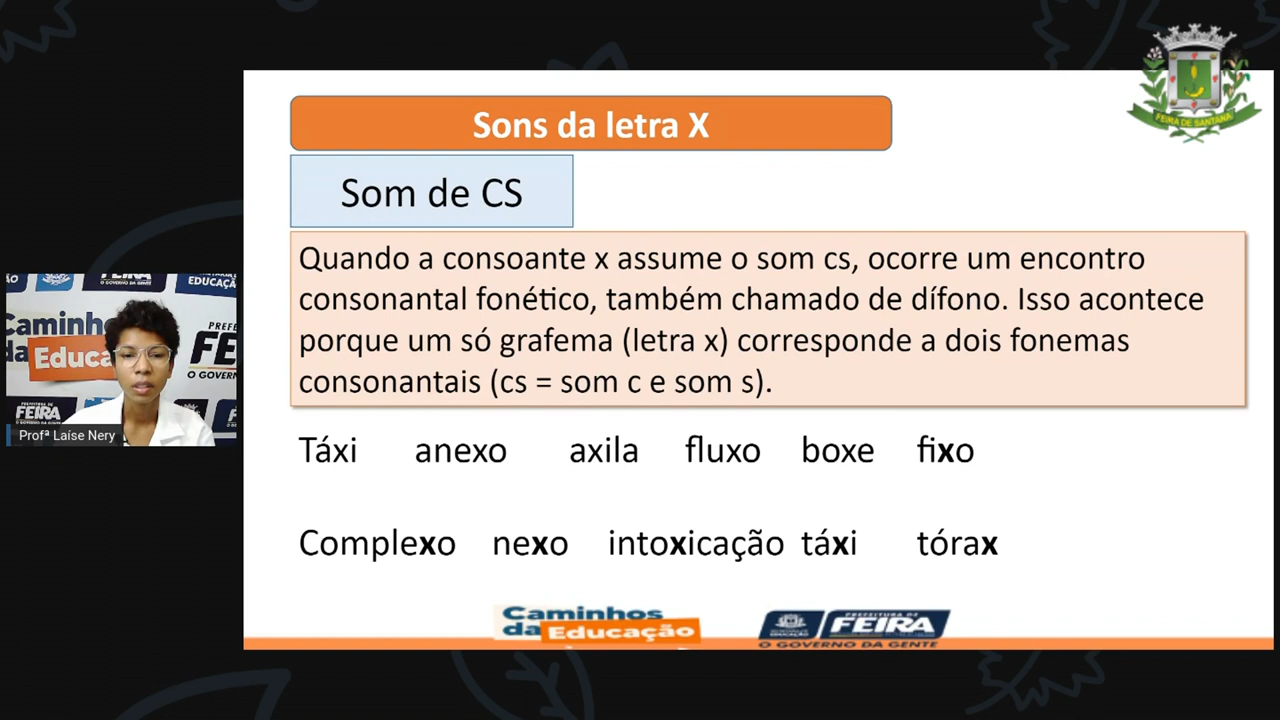 Sons da letra X
FEIRA DE SANTANA
Som de CS
Quando a consoante x assume o som cs, ocorre um encontro
consonantal fonético, também chamado de dífono. Isso acontece
porque um só grafema (letra x) corresponde a dois fonemas
consonantais (cs = som c e som s).
Táxi anexo axila fluxo boxe fixo
Complexo nexo intoxicação táxi tórax
Profª Laíse Nery
Caminhos
da Educação
PREFEITURA DE
FEIRA
O GOVERNO DA GENTE